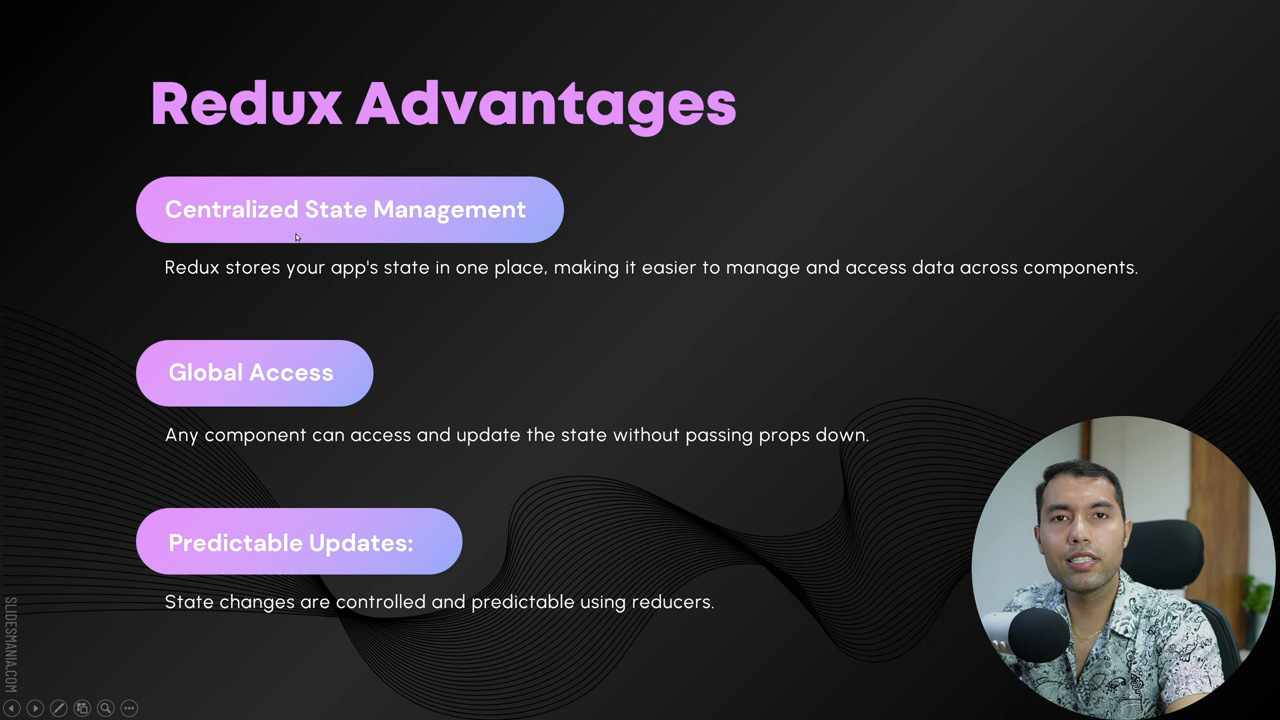 Redux Advantages
Centralized State Management
Redux stores your app's state in one place, making it easier to manage and access data across components.
Global Access
Any component can access and update the state without passing props down.
Predictable Updates:
State changes are controlled and predictable using reducers.
SLIDESMANIA.COM